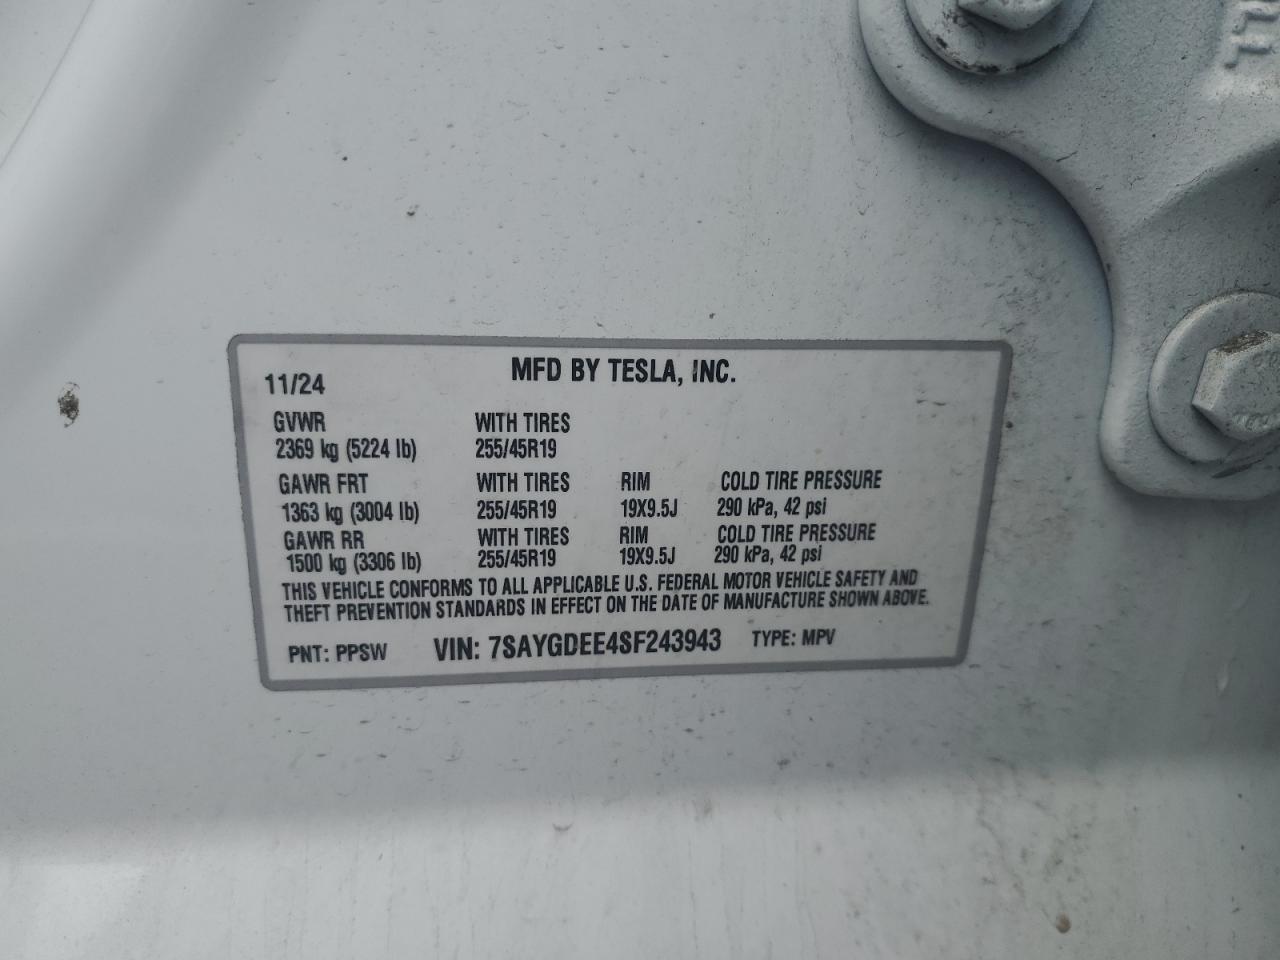 MFD BY TESLA, INC.
11/24
GVWR WITH TIRES
2369 kg (5224 lb) 255/45R19
GAWR FRT WITH TIRES RIM COLD TIRE PRESSURE
1363 kg (3004 lb) 255/45R19 19X9.5J 290 kPa, 42 psi
GAWR RR WITH TIRES RIM COLD TIRE PRESSURE
1500 kg (3306 lb) 255/45R19 19X9.5J 290 kPa, 42 psi
THIS VEHICLE CONFORMS TO ALL APPLICABLE U.S. FEDERAL MOTOR VEHICLE SAFETY AND
THEFT PREVENTION STANDARDS IN EFFECT ON THE DATE OF MANUFACTURE SHOWN ABOVE.
PNT: PPSW VIN: 7SAYGDEE4SF243943 TYPE: MPV